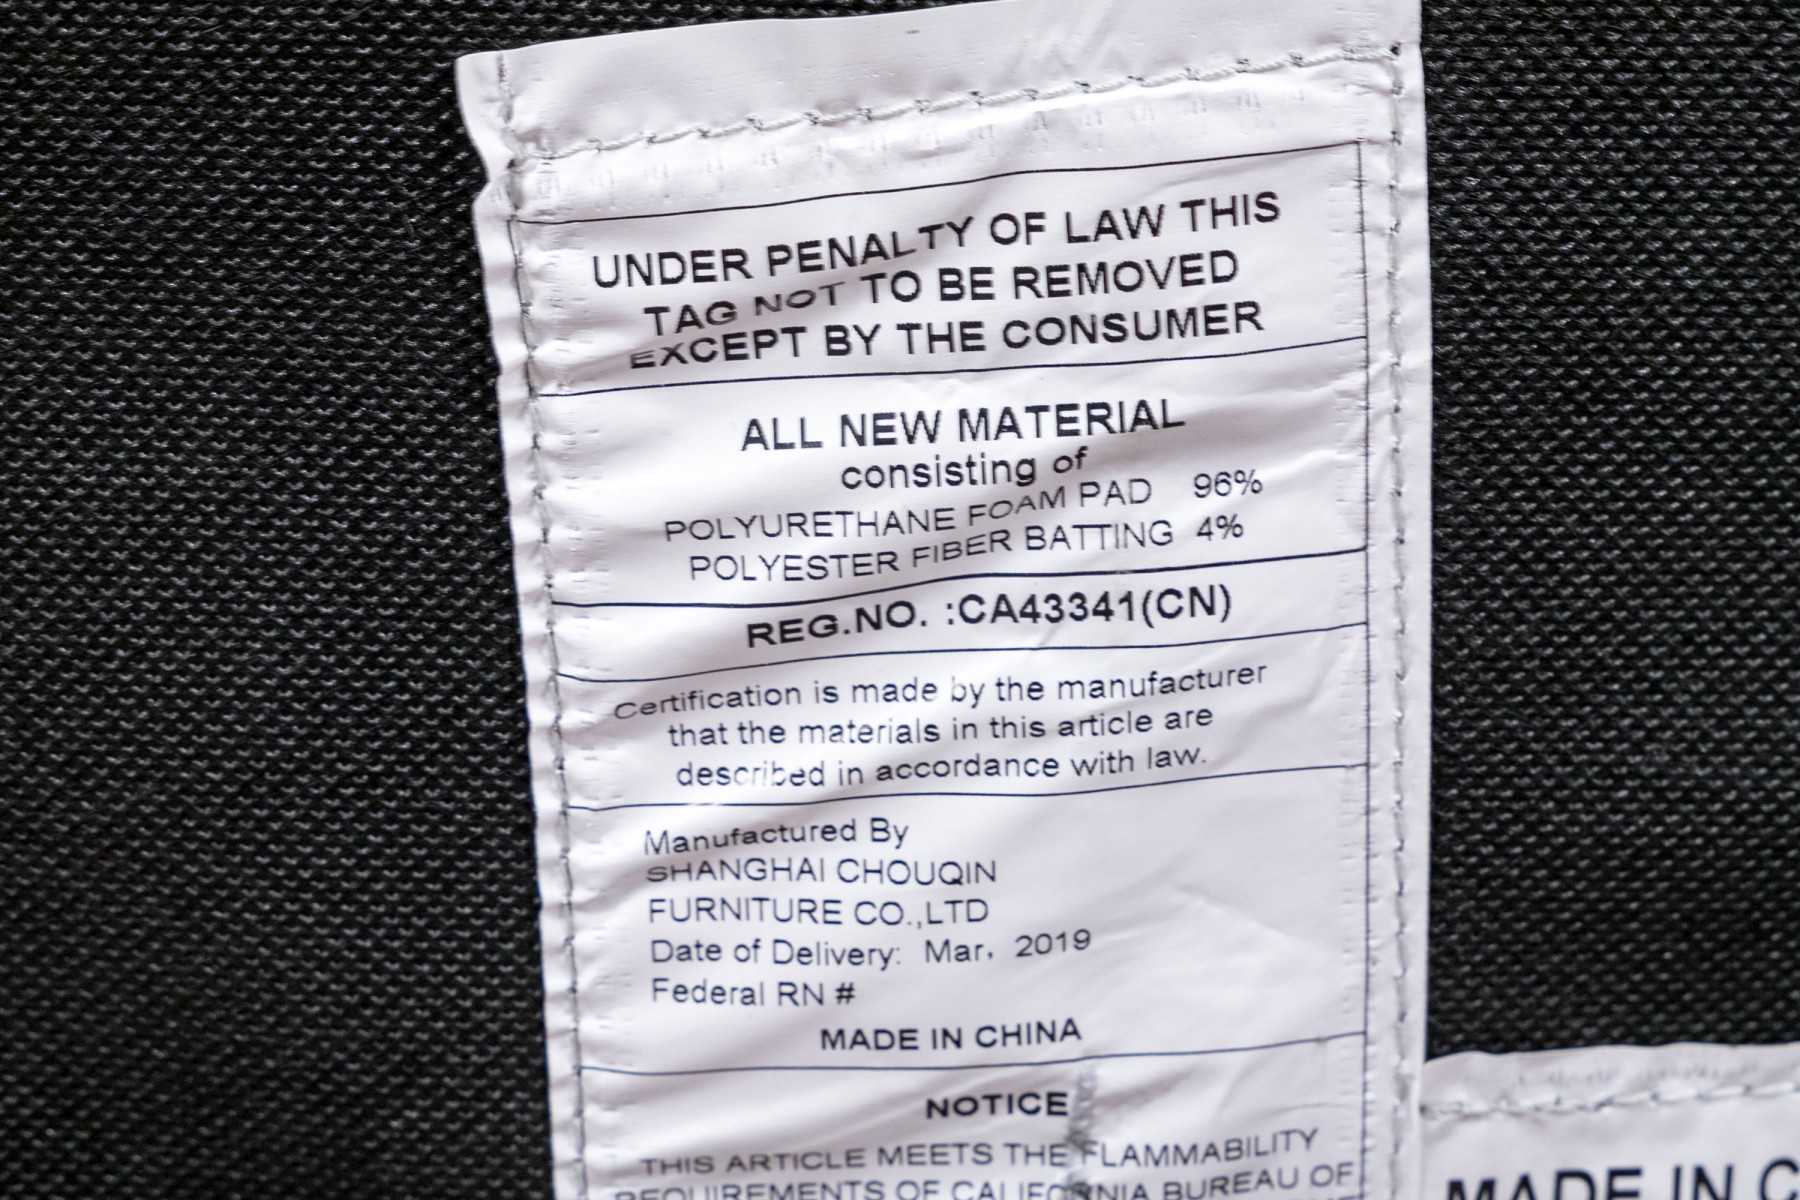 UNDER PENALTY OF LAW THIS
TAG NOT TO BE REMOVED
EXCEPT BY THE CONSUMER
ALL NEW MATERIAL
consisting of
POLYURETHANE FOAM PAD 96%
POLYESTER FIBER BATTING 4%
REG.NO. :CA43341(CN)
Certification is made by the manufacturer
that the materials in this article are
described in accordance with law.
Manufactured By
SHANGHAI CHOUQIN
FURNITURE CO.,LTD
Date of Delivery: Mar, 2019
Federal RN #
MADE IN CHINA
NOTICE
THIS ARTICLE MEETS THE FLAMMABILITY
REQUIREMENTS OF CALIFORNIA BUREAU OF
MADE IN C